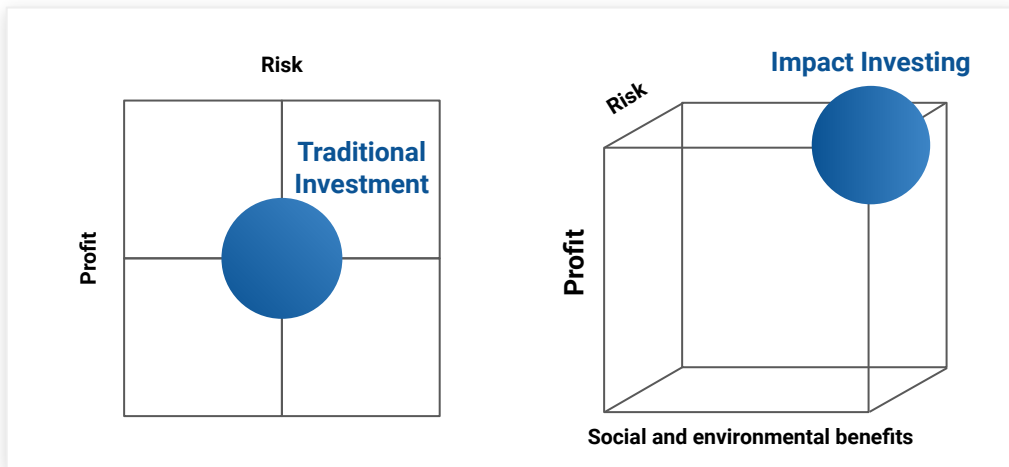 Risk
Traditional
Investment
Profit
Impact Investing
Risk
Profit
Social and environmental benefits